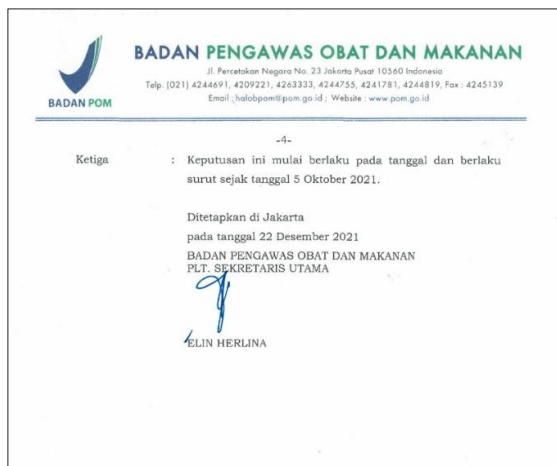 BADAN PENGAWAS OBAT DAN MAKANAN
Jl. Percetakan Negara No. 23 Jakarta Pusat 10560 Indonesia
Telp. (021) 4244691, 4209221, 4263333, 4244755, 4241781, 4244819, Fax : 4245139
Email : halobpom@pom.go.id ; Website : www.pom.go.id
BADAN POM
-4-
Ketiga : Keputusan ini mulai berlaku pada tanggal dan berlaku
surut sejak tanggal 5 Oktober 2021.
Ditetapkan di Jakarta
pada tanggal 22 Desember 2021
BADAN PENGAWAS OBAT DAN MAKANAN
PLT. SEKRETARIS UTAMA
ELIN HERLINA